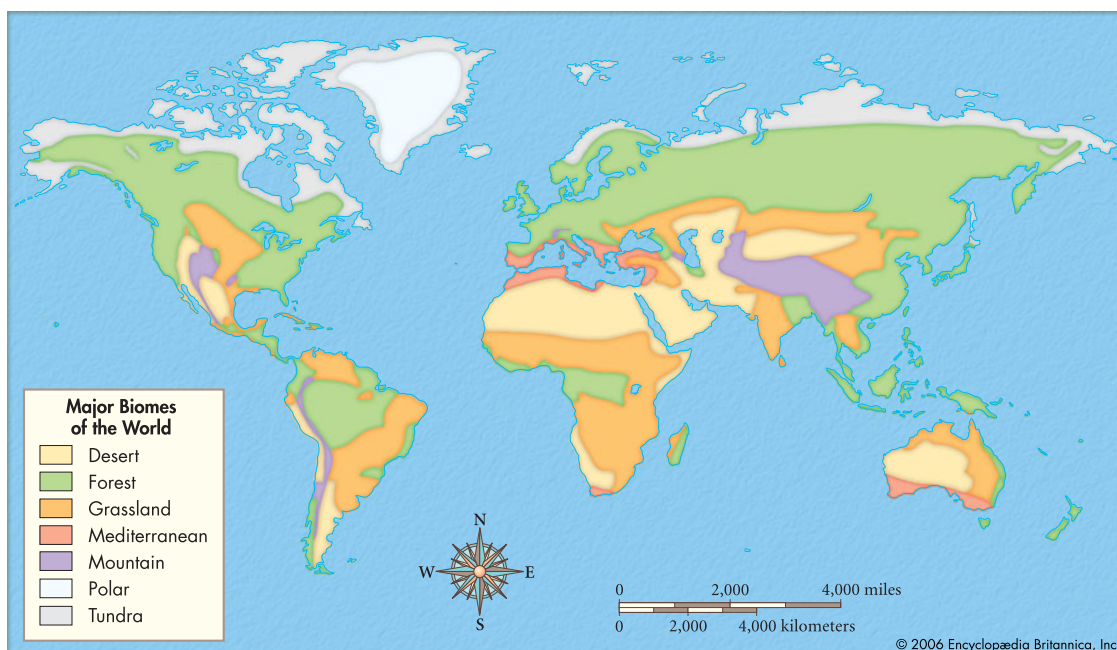 Major Biomes
of the World
Desert
Forest
Grassland
Mediterranean
Mountain
Polar
Tundra
N
W
E
S
0 2,000 4,000 miles
0 2,000 4,000 kilometers
© 2006 Encyclopædia Britannica, Inc